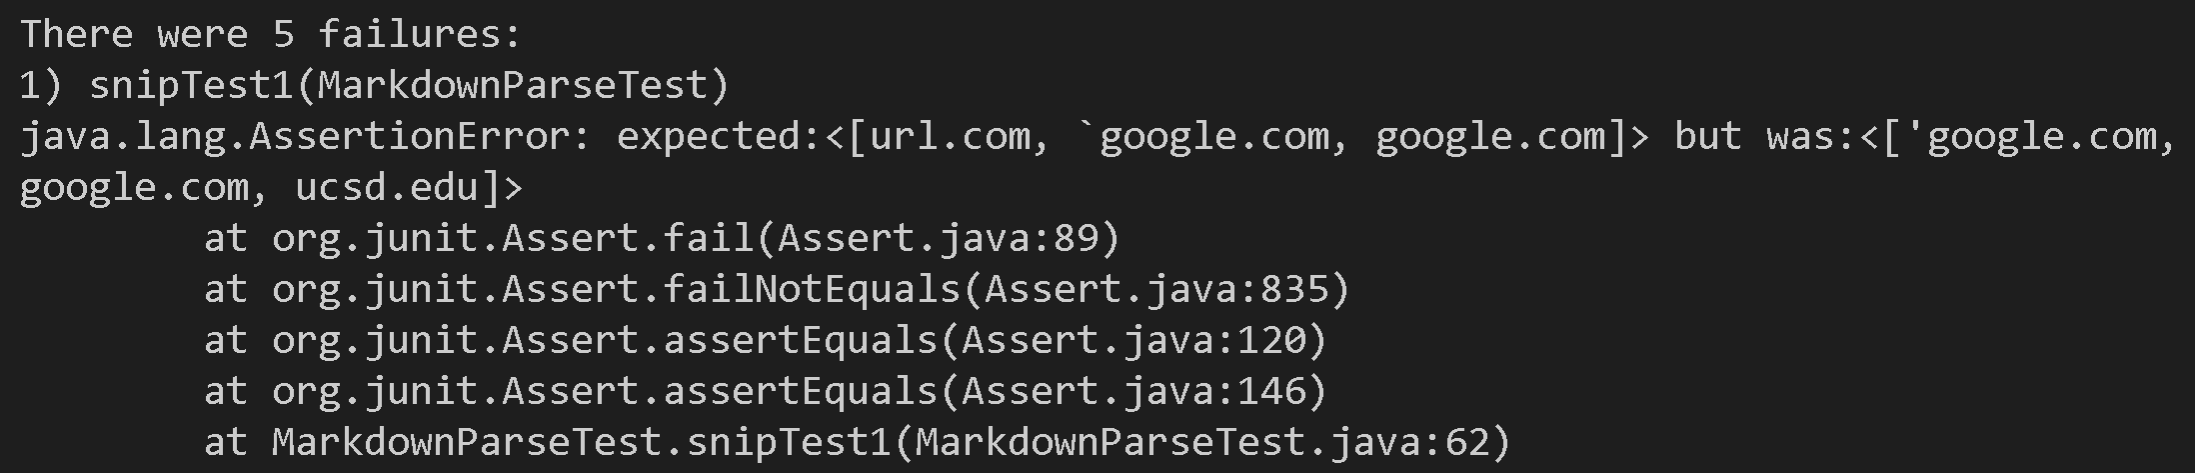 There were 5 failures:
1) snipTest1(MarkdownParseTest)
java.lang.AssertionError: expected:<[url.com, `google.com, google.com]> but was:<['google.com,
google.com, ucsd.edu]>
        at org.junit.Assert.fail(Assert.java:89)
        at org.junit.Assert.failNotEquals(Assert.java:835)
        at org.junit.Assert.assertEquals(Assert.java:120)
        at org.junit.Assert.assertEquals(Assert.java:146)
        at MarkdownParseTest.snipTest1(MarkdownParseTest.java:62)